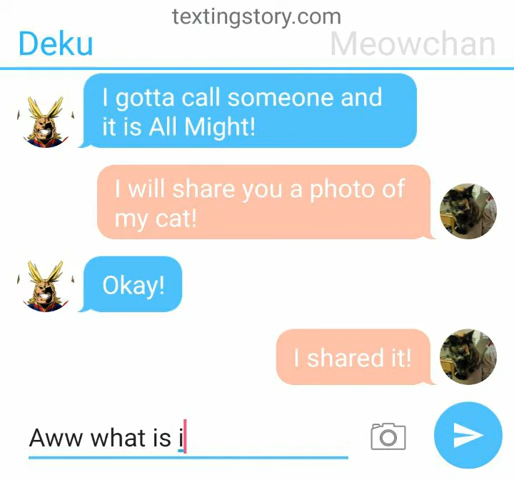 textingstory.com
Deku
Meowchan
I gotta call someone and
it is All Might!
I will share you a photo of
my cat!
Okay!
I shared it!
Aww what is i